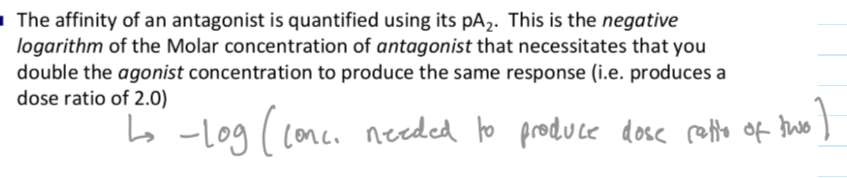 The affinity of an antagonist is quantified using its pA₂. This is the negative
logarithm of the Molar concentration of antagonist that necessitates that you
double the agonist concentration to produce the same response (i.e. produces a
dose ratio of 2.0)
↳ -log (conc. needed to produce dose ratio of two)